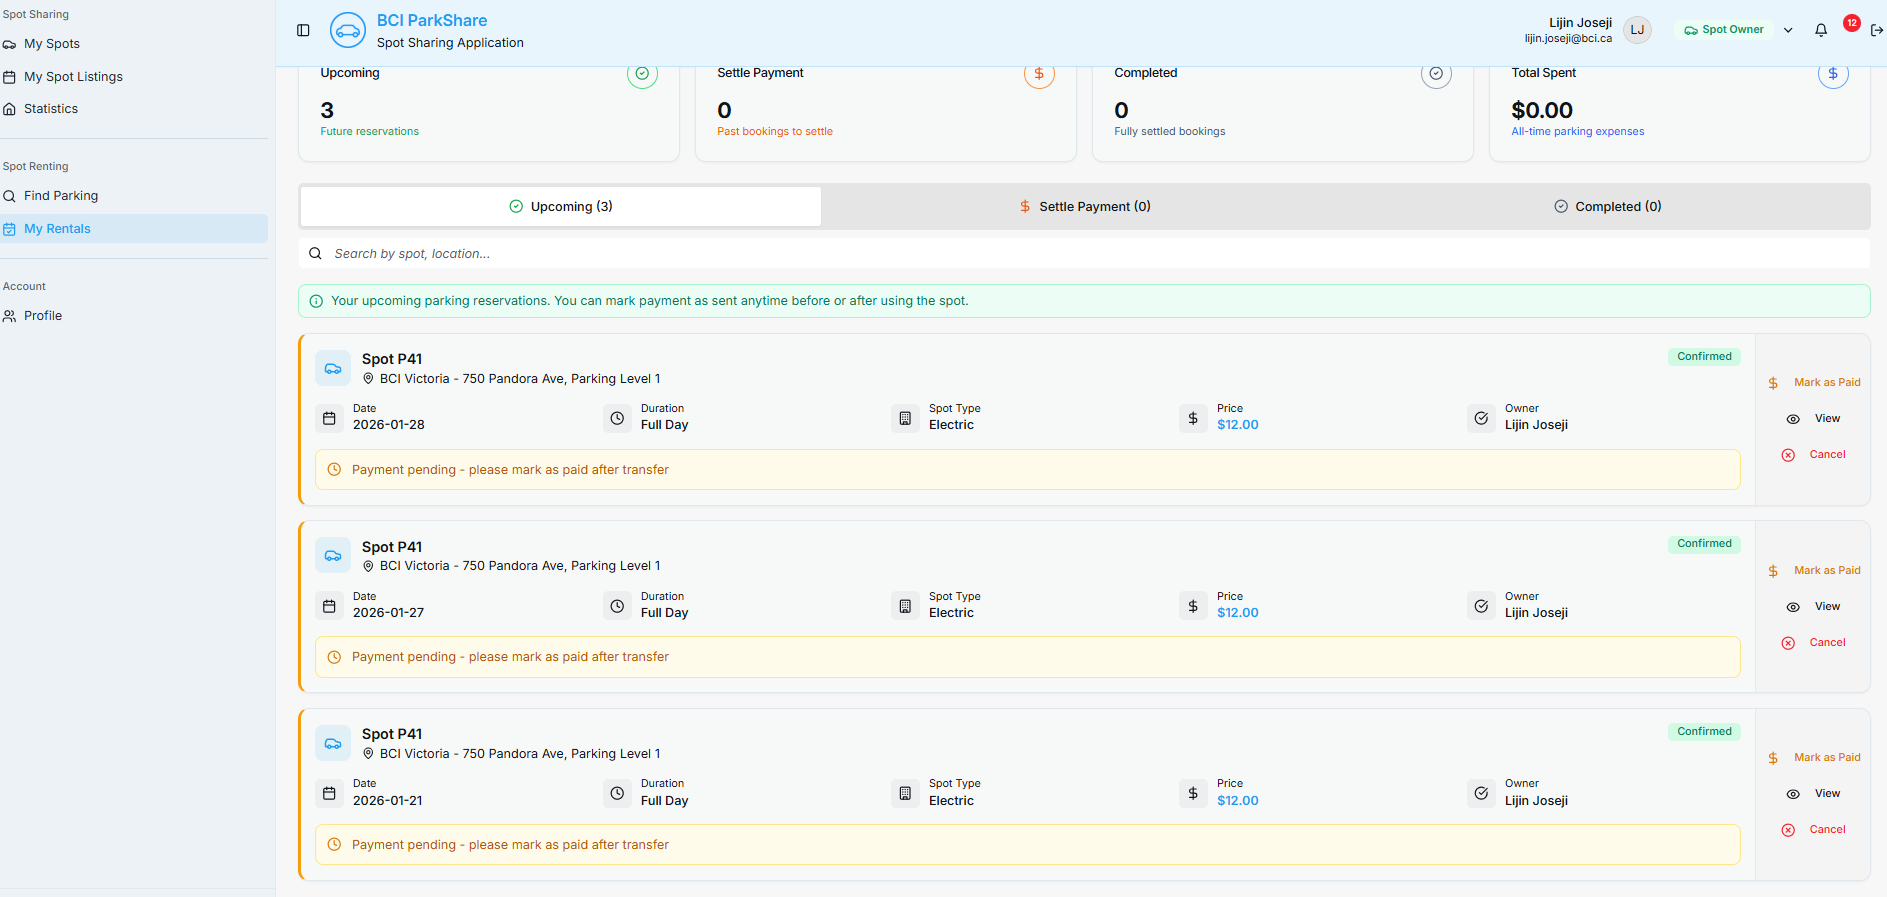 Spot Sharing
My Spots
My Spot Listings
Statistics
Spot Renting
Find Parking
My Rentals
Account
Profile
BCI ParkShare
Spot Sharing Application
Lijin Joseji
lijin.joseji@bci.ca
LJ
Spot Owner
12
Upcoming
3
Future reservations
Settle Payment
0
Past bookings to settle
Completed
0
Fully settled bookings
Total Spent
$0.00
All-time parking expenses
Upcoming (3)
Settle Payment (0)
Completed (0)
Search by spot, location...
Your upcoming parking reservations. You can mark payment as sent anytime before or after using the spot.
Spot P41
BCI Victoria - 750 Pandora Ave, Parking Level 1
Confirmed
Date
2026-01-28
Duration
Full Day
Spot Type
Electric
Price
$12.00
Owner
Lijin Joseji
Payment pending - please mark as paid after transfer
Mark as Paid
View
Cancel
Spot P41
BCI Victoria - 750 Pandora Ave, Parking Level 1
Confirmed
Date
2026-01-27
Duration
Full Day
Spot Type
Electric
Price
$12.00
Owner
Lijin Joseji
Payment pending - please mark as paid after transfer
Mark as Paid
View
Cancel
Spot P41
BCI Victoria - 750 Pandora Ave, Parking Level 1
Confirmed
Date
2026-01-21
Duration
Full Day
Spot Type
Electric
Price
$12.00
Owner
Lijin Joseji
Payment pending - please mark as paid after transfer
Mark as Paid
View
Cancel